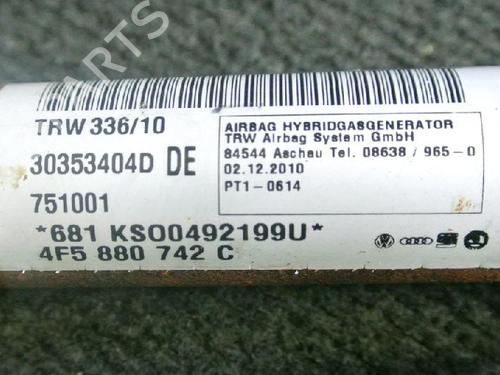 PARTS
TRW 336/10
30353404D DE
751001
*681 KSO0492199U*
4F5 880 742 C
AIRBAG HYBRIDGASGENERATOR
TRW Airbag System GmbH
84544 Aschau Tel. 08638 / 965-0
02.12.2010
PT1-0614